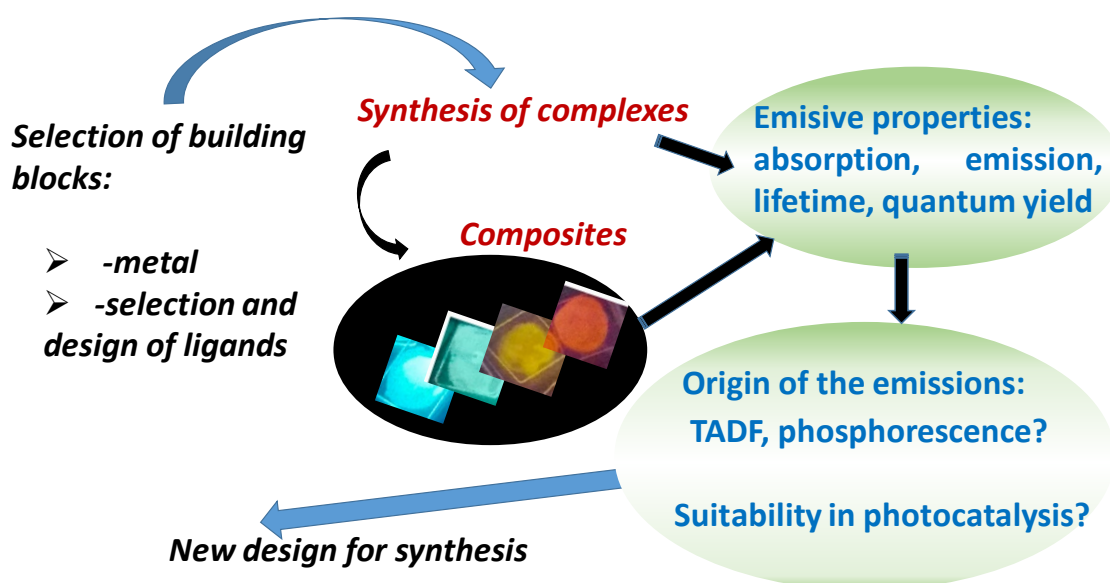 Selection of building
blocks:
➢ -metal
➢ -selection and
design of ligands
Synthesis of complexes
Composites
Emisive properties:
absorption, emission,
lifetime, quantum yield
Origin of the emissions:
TADF, phosphorescence?
Suitability in photocatalysis?
New design for synthesis